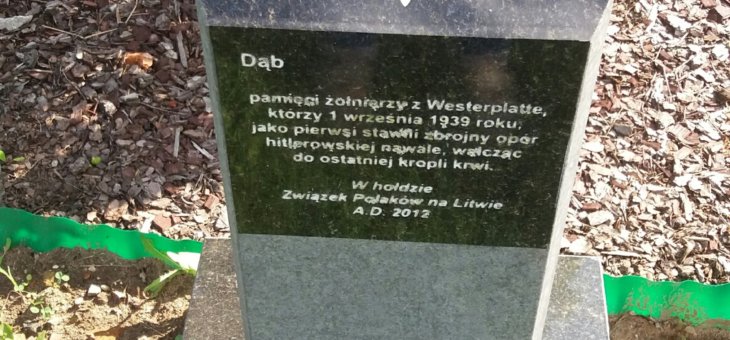 Dąb
pamięci żołniarzy z Westerplatte,
którzy 1 września 1939 roku,
jako pierwsi stawili zbrojny opór
hitlerowskiej nawale, walcząc
do ostatniej kropli krwi.
W hołdzie
Związek Polaków na Litwie
A.D. 2012